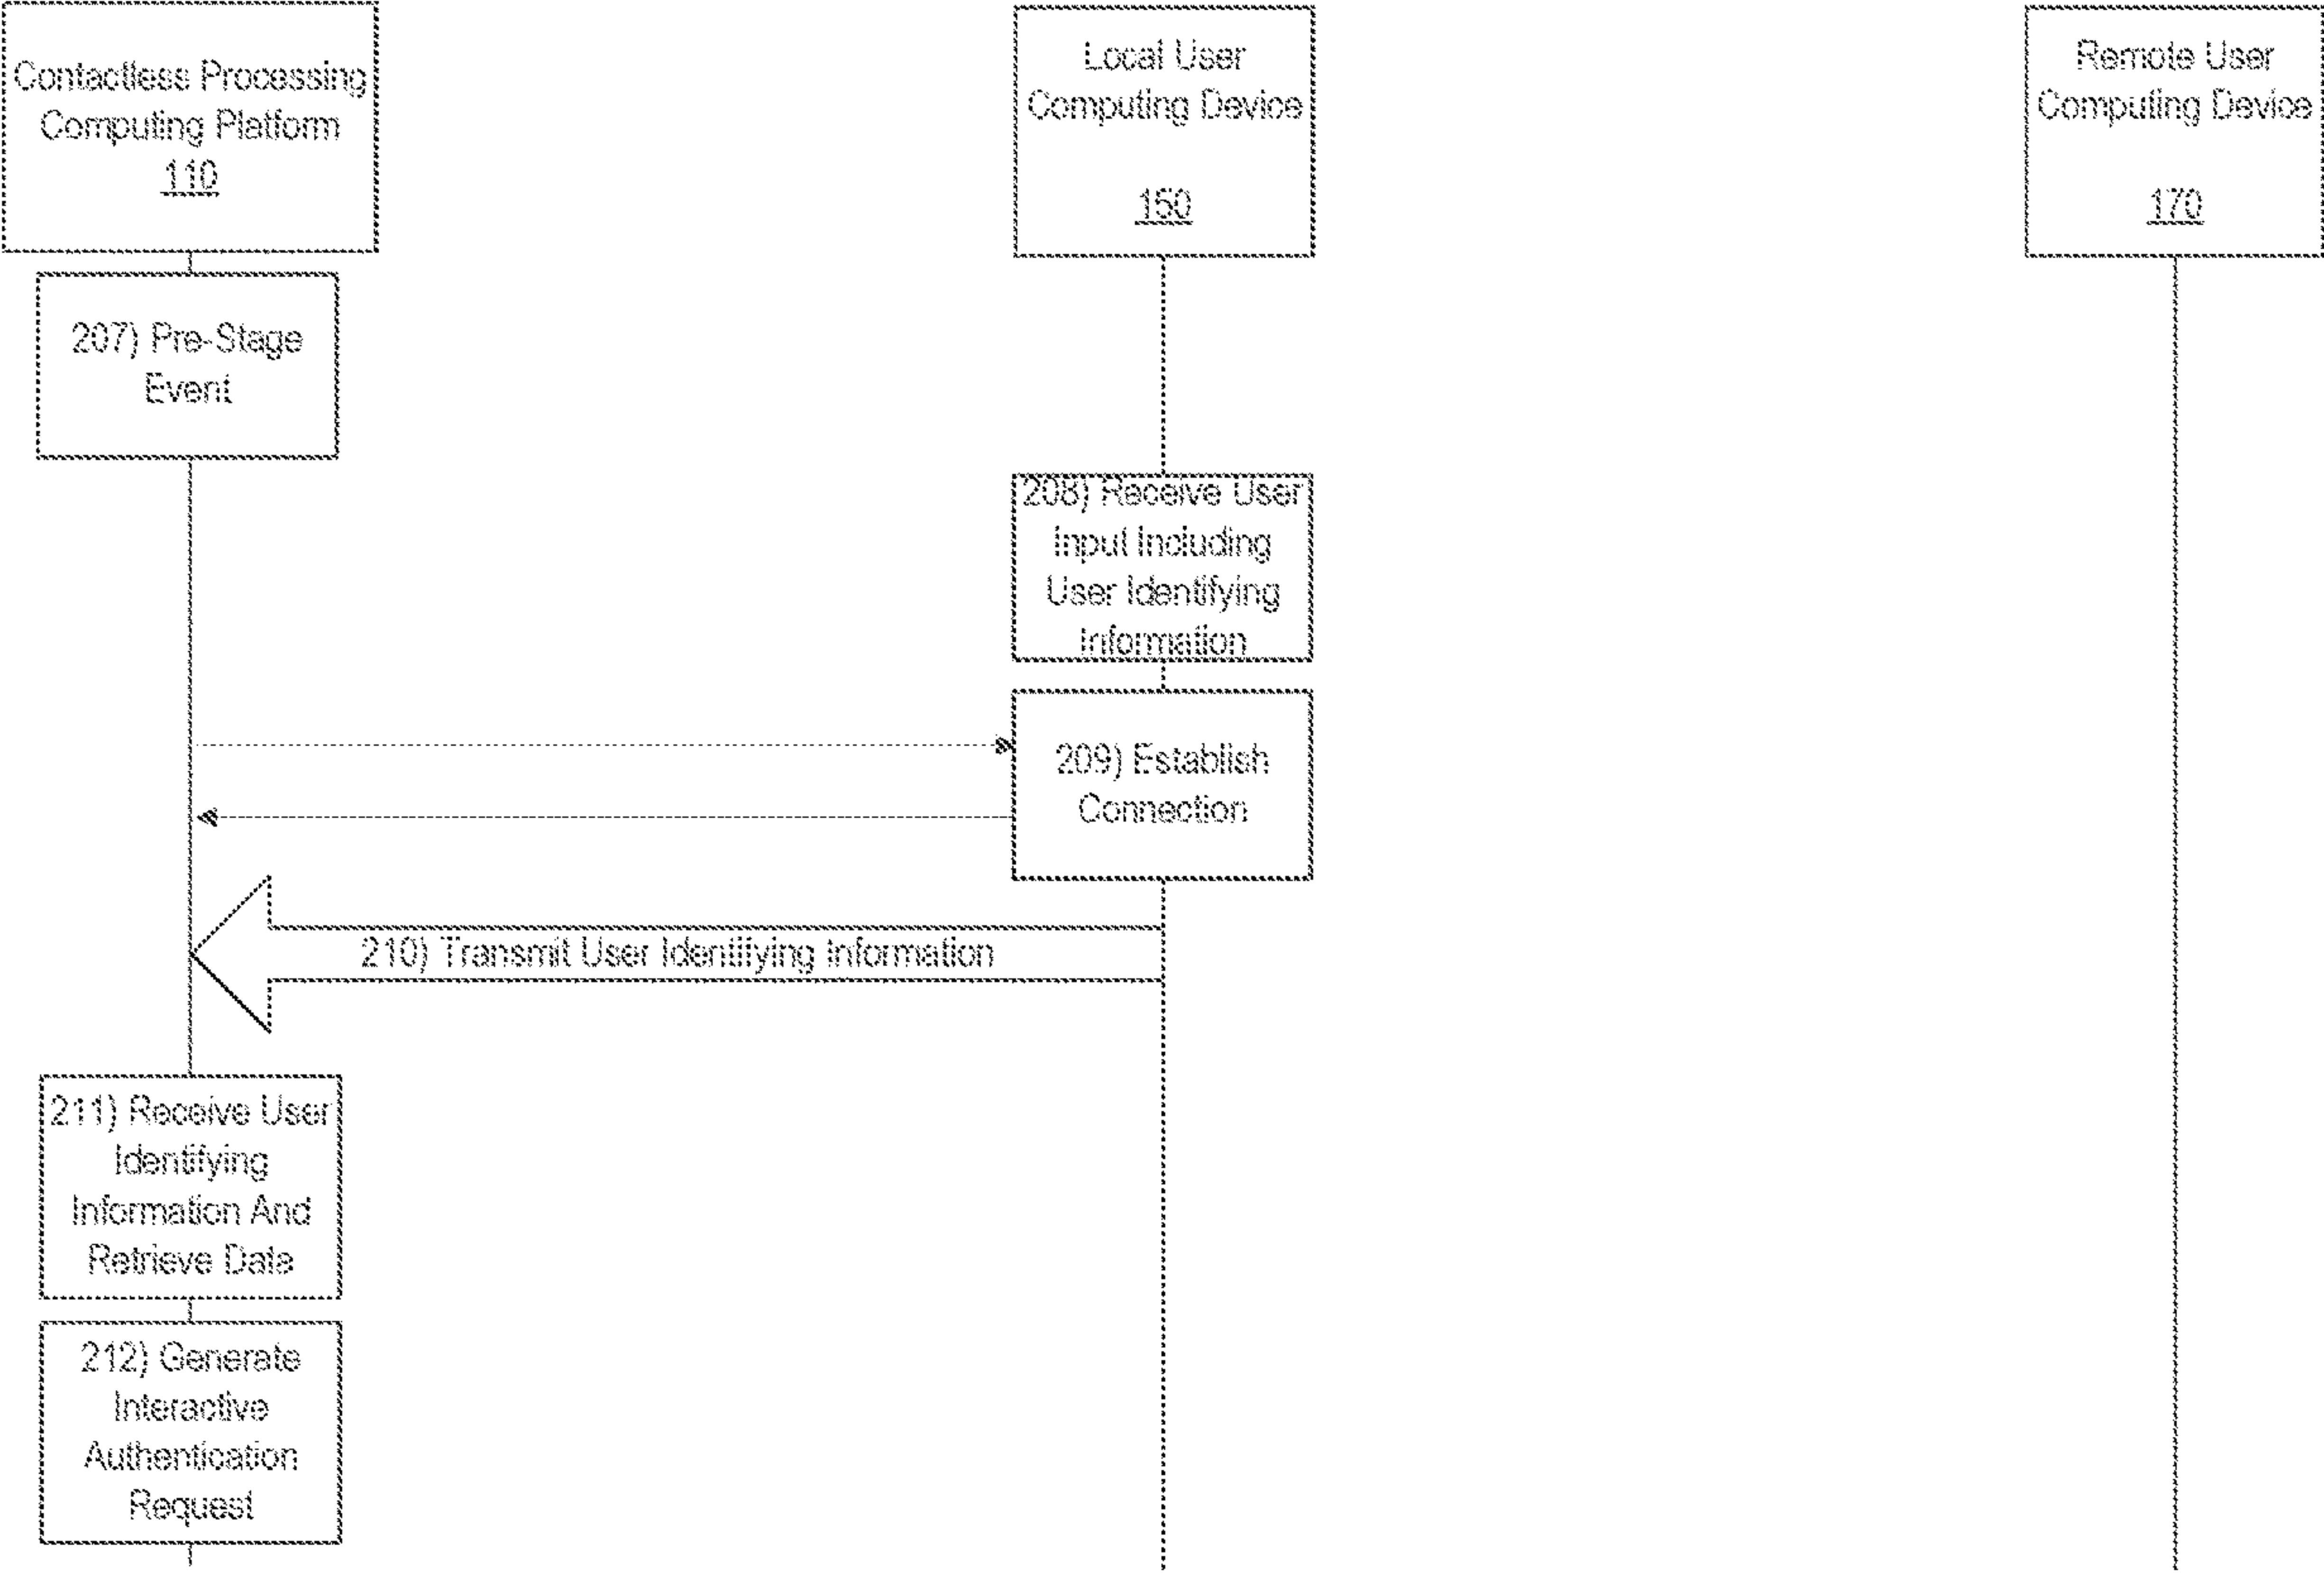 Contactless Processing
Computing Platform
110
Local User
Computing Device
150
Remote User
Computing Device
170
207) Pre-Stage
Event
208) Receive User
Input Including
User Identifying
Information
209) Establish
Connection
210) Transmit User Identifying Information
211) Receive User
Identifying
Information And
Retrieve Data
212) Generate
Interactive
Authentication
Request